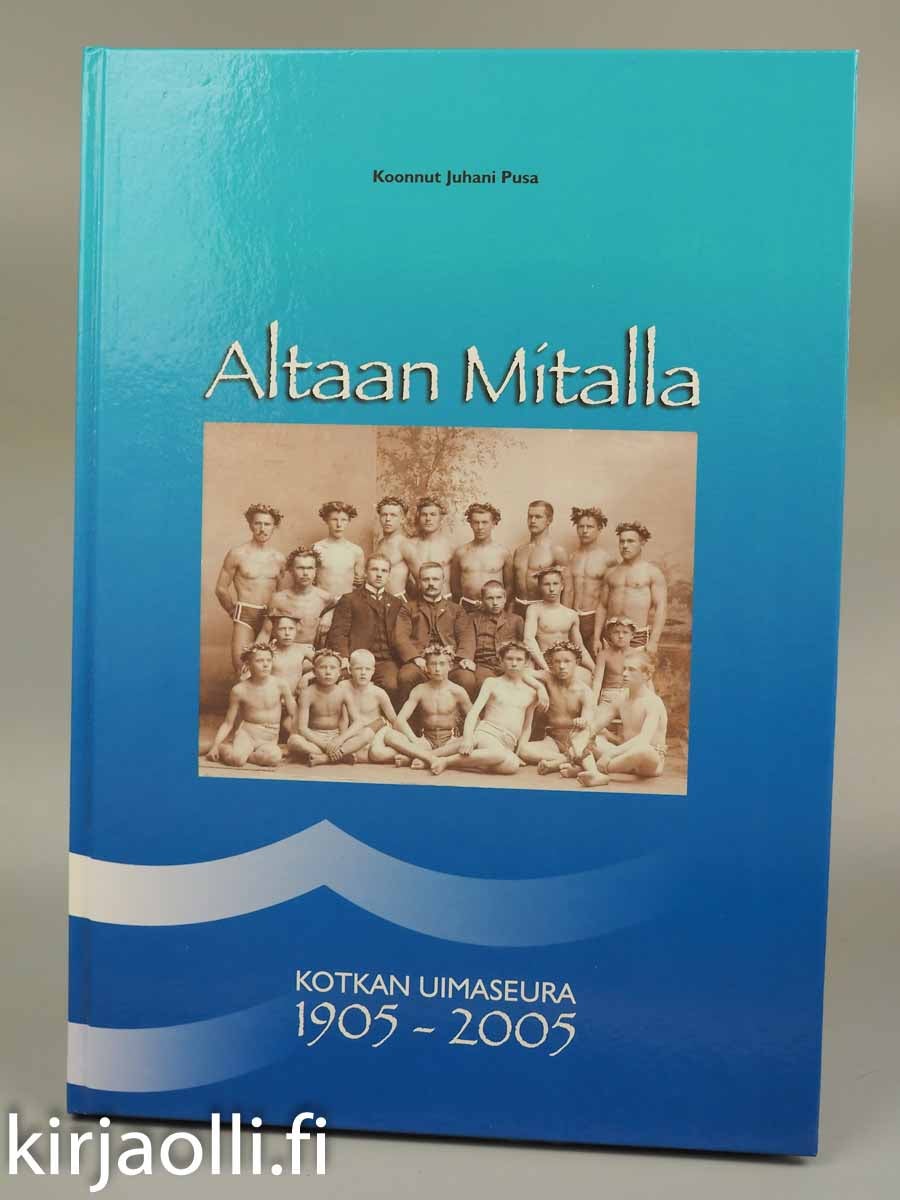 Koonnut Juhani Pusa
Altaan Mitalla
KOTKAN UIMASEURA
1905 - 2005
kirjaolli.fi